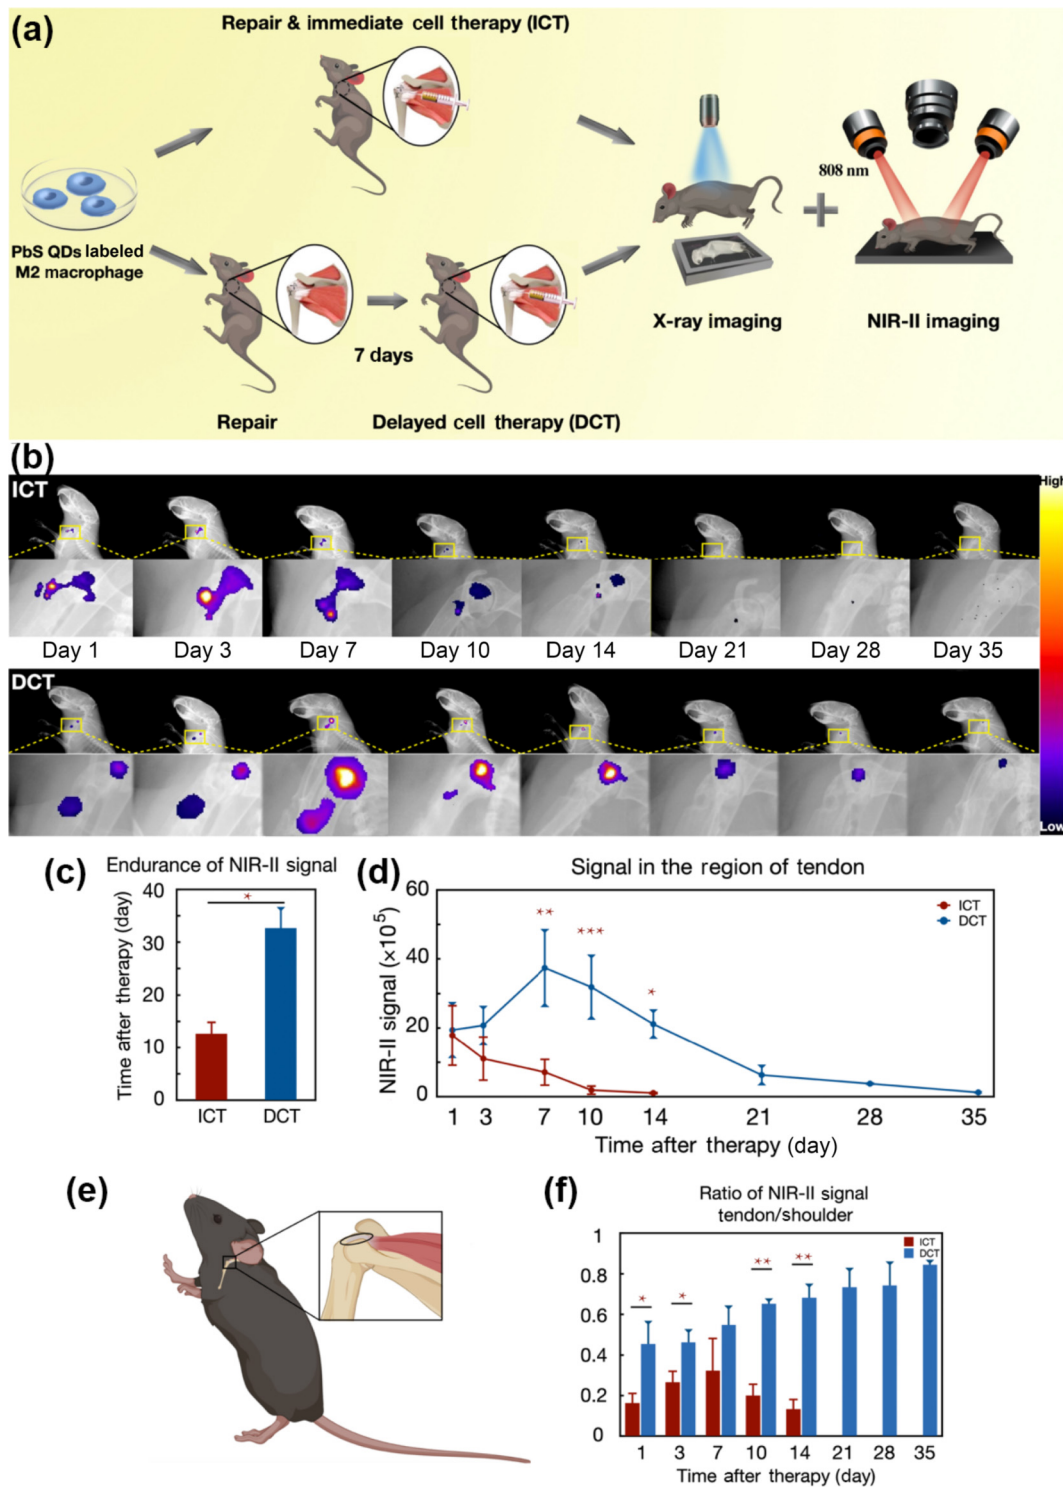 (a)
Repair & immediate cell therapy (ICT)
808 nm
PbS QDs labeled
M2 macrophage
7 days
X-ray imaging
NIR-II imaging
Repair
Delayed cell therapy (DCT)
(b)
ICT
High
Day 1
Day 3
Day 7
Day 10
Day 14
Day 21
Day 28
Day 35
DCT
Low
(c)
Endurance of NIR-II signal
Time after therapy (day)
40
30
20
10
0
*
ICT
DCT
(d)
Signal in the region of tendon
NIR-II signal (×10⁵)
60
40
20
0
**
***
*
ICT
DCT
1 3 7 10 14 21 28 35
Time after therapy (day)
(e)
(f)
Ratio of NIR-II signal
tendon/shoulder
1
0.8
0.6
0.4
0.2
0
*
*
**
**
ICT
DCT
1 3 7 10 14 21 28 35
Time after therapy (day)